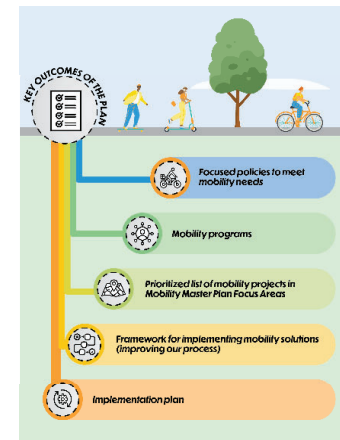 KEY OUTCOMES OF THE PLAN
Focused policies to meet
mobility needs
Mobility programs
Prioritized list of mobility projects in
Mobility Master Plan Focus Areas
Framework for implementing mobility solutions
(improving our process)
Implementation plan